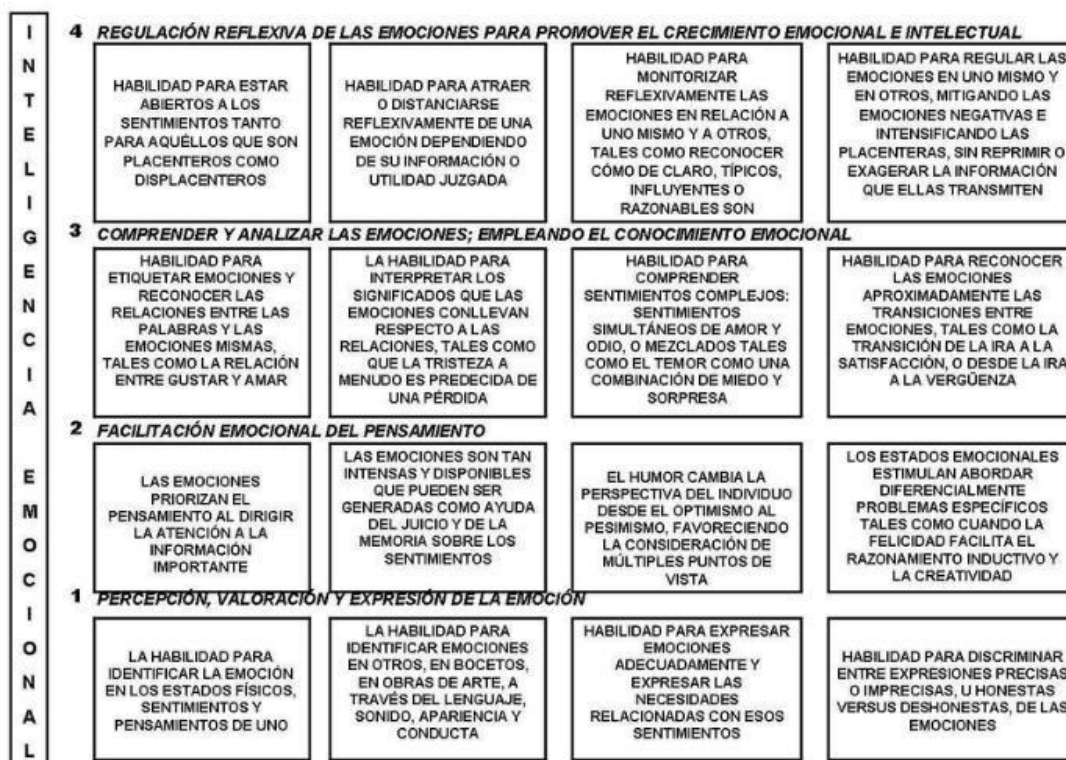 INTELIGENCIA EMOCIONAL
4 REGULACIÓN REFLEXIVA DE LAS EMOCIONES PARA PROMOVER EL CRECIMIENTO EMOCIONAL E INTELECTUAL
HABILIDAD PARA ESTAR
ABIERTOS A LOS
SENTIMIENTOS TANTO
PARA AQUÉLLOS QUE SON
PLACENTEROS COMO
DISPLACENTEROS
HABILIDAD PARA ATRAER
O DISTANCIARSE
REFLEXIVAMENTE DE UNA
EMOCIÓN DEPENDIENDO
DE SU INFORMACIÓN O
UTILIDAD JUZGADA
HABILIDAD PARA
MONITORIZAR
REFLEXIVAMENTE LAS
EMOCIONES EN RELACIÓN A
UNO MISMO Y A OTROS,
TALES COMO RECONOCER
CÓMO DE CLARO, TÍPICOS,
INFLUYENTES O
RAZONABLES SON
HABILIDAD PARA REGULAR LAS
EMOCIONES EN UNO MISMO Y
EN OTROS, MITIGANDO LAS
EMOCIONES NEGATIVAS E
INTENSIFICANDO LAS
PLACENTERAS, SIN REPRIMIR O
EXAGERAR LA INFORMACIÓN
QUE ELLAS TRANSMITEN
3 COMPRENDER Y ANALIZAR LAS EMOCIONES; EMPLEANDO EL CONOCIMIENTO EMOCIONAL
HABILIDAD PARA
ETIQUETAR EMOCIONES Y
RECONOCER LAS
RELACIONES ENTRE LAS
PALABRAS Y LAS
EMOCIONES MISMAS,
TALES COMO LA RELACIÓN
ENTRE GUSTAR Y AMAR
LA HABILIDAD PARA
INTERPRETAR LOS
SIGNIFICADOS QUE LAS
EMOCIONES CONLLEVAN
RESPECTO A LAS
RELACIONES, TALES COMO
QUE LA TRISTEZA A
MENUDO ES PREDECIDA DE
UNA PÉRDIDA
HABILIDAD PARA
COMPRENDER
SENTIMIENTOS COMPLEJOS:
SENTIMIENTOS
SIMULTÁNEOS DE AMOR Y
ODIO, O MEZCLADOS TALES
COMO EL TEMOR COMO UNA
COMBINACIÓN DE MIEDO Y
SORPRESA
HABILIDAD PARA RECONOCER
LAS EMOCIONES
APROXIMADAMENTE LAS
TRANSICIONES ENTRE
EMOCIONES, TALES COMO LA
TRANSICIÓN DE LA IRA A LA
SATISFACCIÓN, O DESDE LA IRA
A LA VERGÜENZA
2 FACILITACIÓN EMOCIONAL DEL PENSAMIENTO
LAS EMOCIONES
PRIORIZAN EL
PENSAMIENTO AL DIRIGIR
LA ATENCIÓN A LA
INFORMACIÓN
IMPORTANTE
LAS EMOCIONES SON TAN
INTENSAS Y DISPONIBLES
QUE PUEDEN SER
GENERADAS COMO AYUDA
DEL JUICIO Y DE LA
MEMORIA SOBRE LOS
SENTIMIENTOS
EL HUMOR CAMBIA LA
PERSPECTIVA DEL INDIVIDUO
DESDE EL OPTIMISMO AL
PESIMISMO, FAVORECIENDO
LA CONSIDERACIÓN DE
MÚLTIPLES PUNTOS DE
VISTA
LOS ESTADOS EMOCIONALES
ESTIMULAN ABORDAR
DIFERENCIALMENTE
PROBLEMAS ESPECÍFICOS
TALES COMO CUANDO LA
FELICIDAD FACILITA EL
RAZONAMIENTO INDUCTIVO Y
LA CREATIVIDAD
1 PERCEPCIÓN, VALORACIÓN Y EXPRESIÓN DE LA EMOCIÓN
LA HABILIDAD PARA
IDENTIFICAR LA EMOCIÓN
EN LOS ESTADOS FÍSICOS,
SENTIMIENTOS Y
PENSAMIENTOS DE UNO
LA HABILIDAD PARA
IDENTIFICAR EMOCIONES
EN OTROS, EN BOCETOS,
EN OBRAS DE ARTE, A
TRAVÉS DEL LENGUAJE,
SONIDO, APARIENCIA Y
CONDUCTA
HABILIDAD PARA EXPRESAR
EMOCIONES
ADECUADAMENTE Y
EXPRESAR LAS
NECESIDADES
RELACIONADAS CON ESOS
SENTIMIENTOS
HABILIDAD PARA DISCRIMINAR
ENTRE EXPRESIONES PRECISAS
O IMPRECISAS, U HONESTAS
VERSUS DESHONESTAS, DE LAS
EMOCIONES